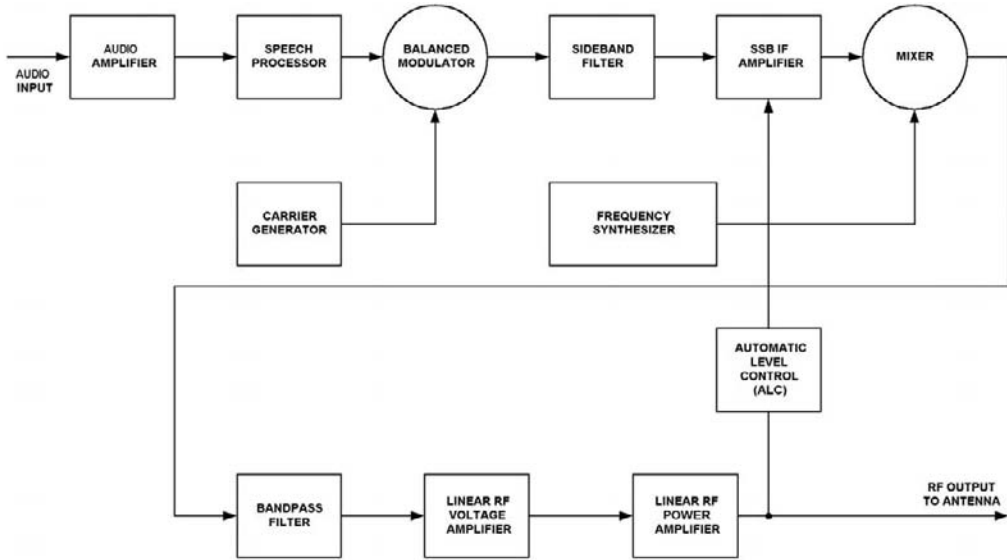 AUDIO
AMPLIFIER
SPEECH
PROCESSOR
BALANCED
MODULATOR
SIDEBAND
FILTER
SSB IF
AMPLIFIER
MIXER
AUDIO
INPUT
CARRIER
GENERATOR
FREQUENCY
SYNTHESIZER
AUTOMATIC
LEVEL
CONTROL
(ALC)
BANDPASS
FILTER
LINEAR RF
VOLTAGE
AMPLIFIER
LINEAR RF
POWER
AMPLIFIER
RF OUTPUT
TO ANTENNA